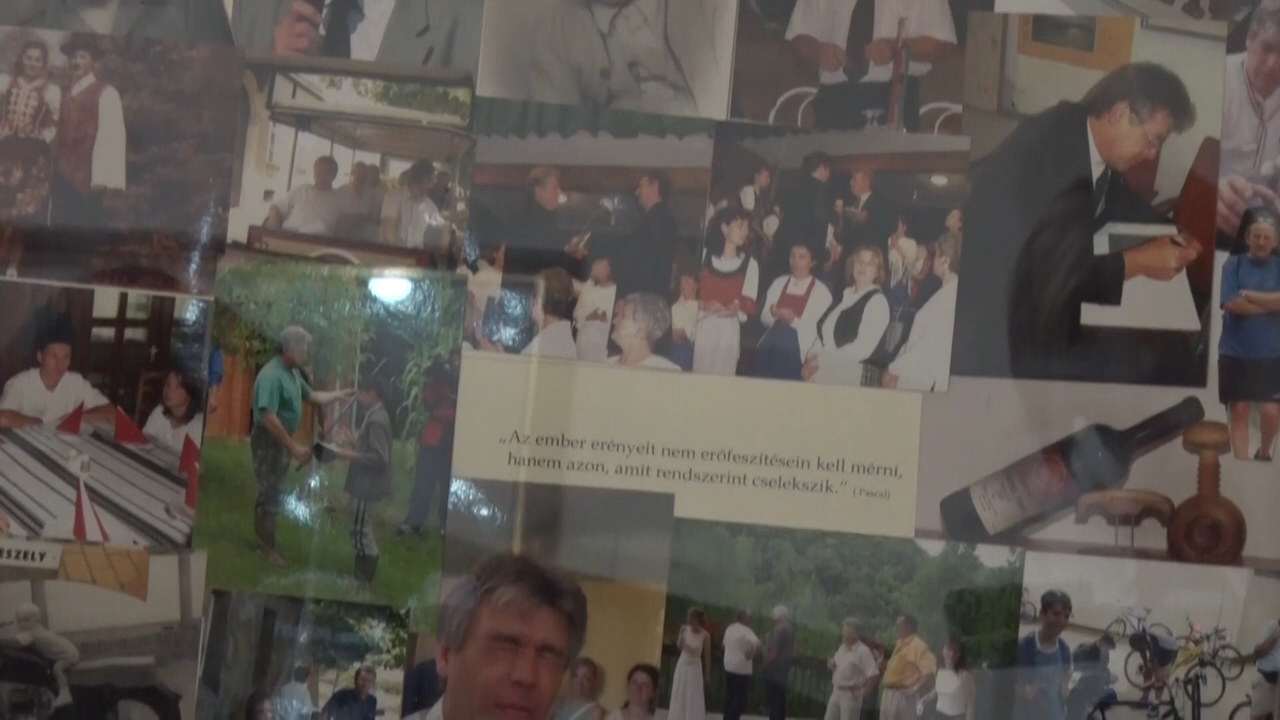 „Az ember erényeit nem erőfeszítésein kell mérni,
hanem azon, amit rendszerint cselekszik.“ (Pascal)
ESZELY